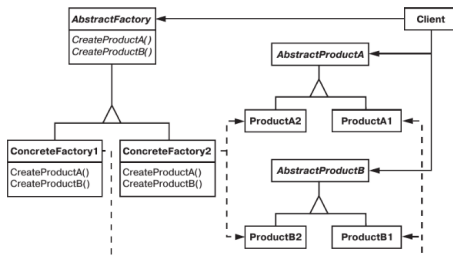 AbstractFactory
CreateProductA()
CreateProductB()
Client
AbstractProductA
ProductA2
ProductA1
ConcreteFactory1
CreateProductA()
CreateProductB()
ConcreteFactory2
CreateProductA()
CreateProductB()
AbstractProductB
ProductB2
ProductB1